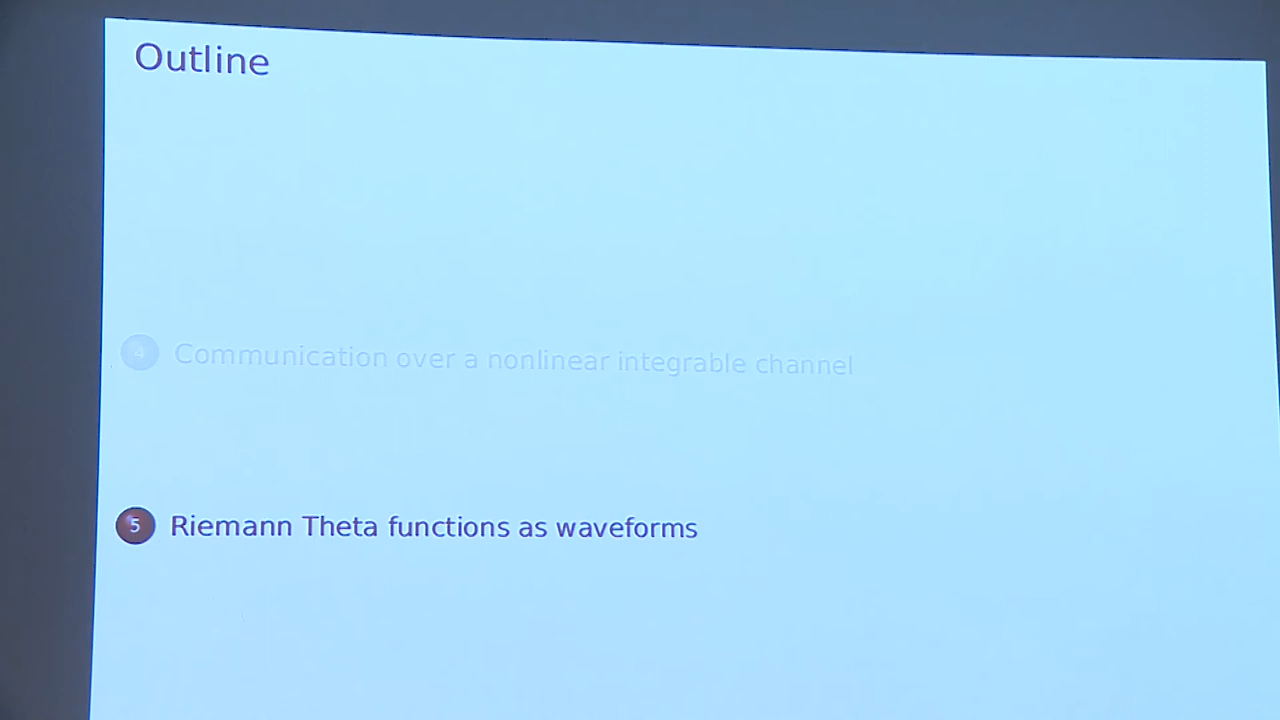 Outline
4 Communication over a nonlinear integrable channel
5 Riemann Theta functions as waveforms